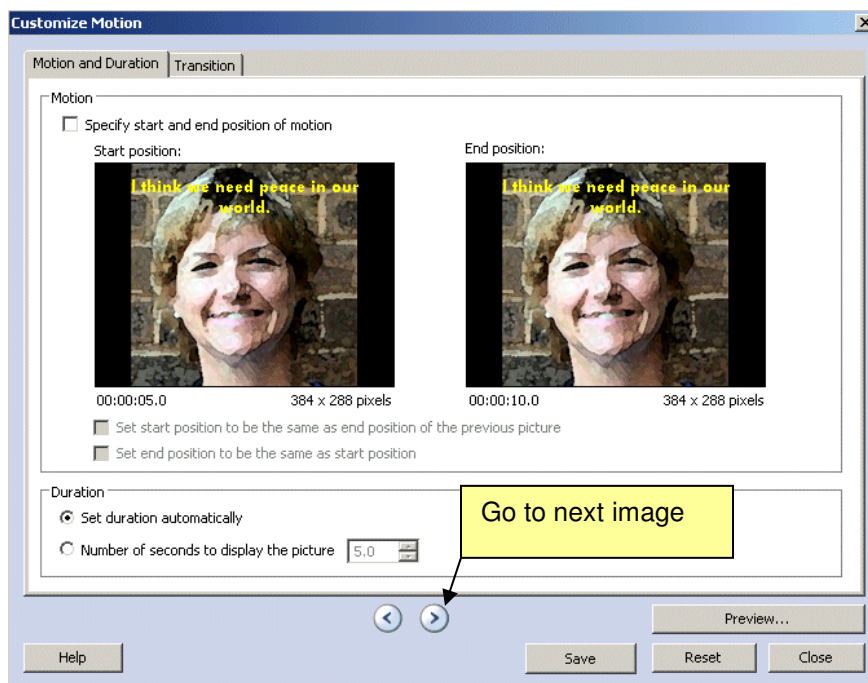 Customize Motion
Motion and Duration
Transition
Motion
Specify start and end position of motion
Start position:
End position:
I think we need peace in our
world.
I think we need peace in our
world.
00:00:05.0
384 x 288 pixels
00:00:10.0
384 x 288 pixels
Set start position to be the same as end position of the previous picture
Set end position to be the same as start position
Duration
Set duration automatically
Number of seconds to display the picture
5.0
Go to next image
Preview...
Help
Save
Reset
Close